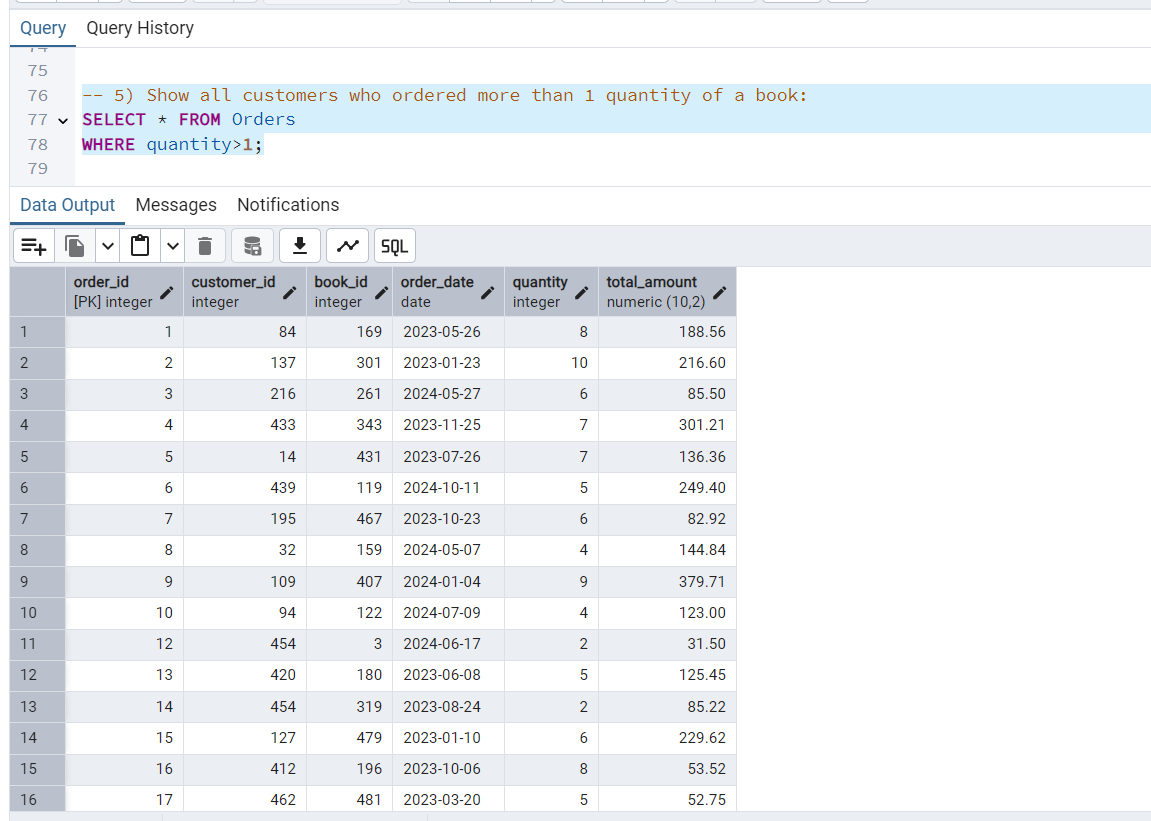 Query Query History
75
76 -- 5) Show all customers who ordered more than 1 quantity of a book:
77 SELECT * FROM Orders
78 WHERE quantity>1;
79
Data Output Messages Notifications
SQL
order_id customer_id book_id order_date quantity total_amount
[PK] integer integer integer date integer numeric (10,2)
1 1 84 169 2023-05-26 8 188.56
2 2 137 301 2023-01-23 10 216.60
3 3 216 261 2024-05-27 6 85.50
4 4 433 343 2023-11-25 7 301.21
5 5 14 431 2023-07-26 7 136.36
6 6 439 119 2024-10-11 5 249.40
7 7 195 467 2023-10-23 6 82.92
8 8 32 159 2024-05-07 4 144.84
9 9 109 407 2024-01-04 9 379.71
10 10 94 122 2024-07-09 4 123.00
11 12 454 3 2024-06-17 2 31.50
12 13 420 180 2023-06-08 5 125.45
13 14 454 319 2023-08-24 2 85.22
14 15 127 479 2023-01-10 6 229.62
15 16 412 196 2023-10-06 8 53.52
16 17 462 481 2023-03-20 5 52.75